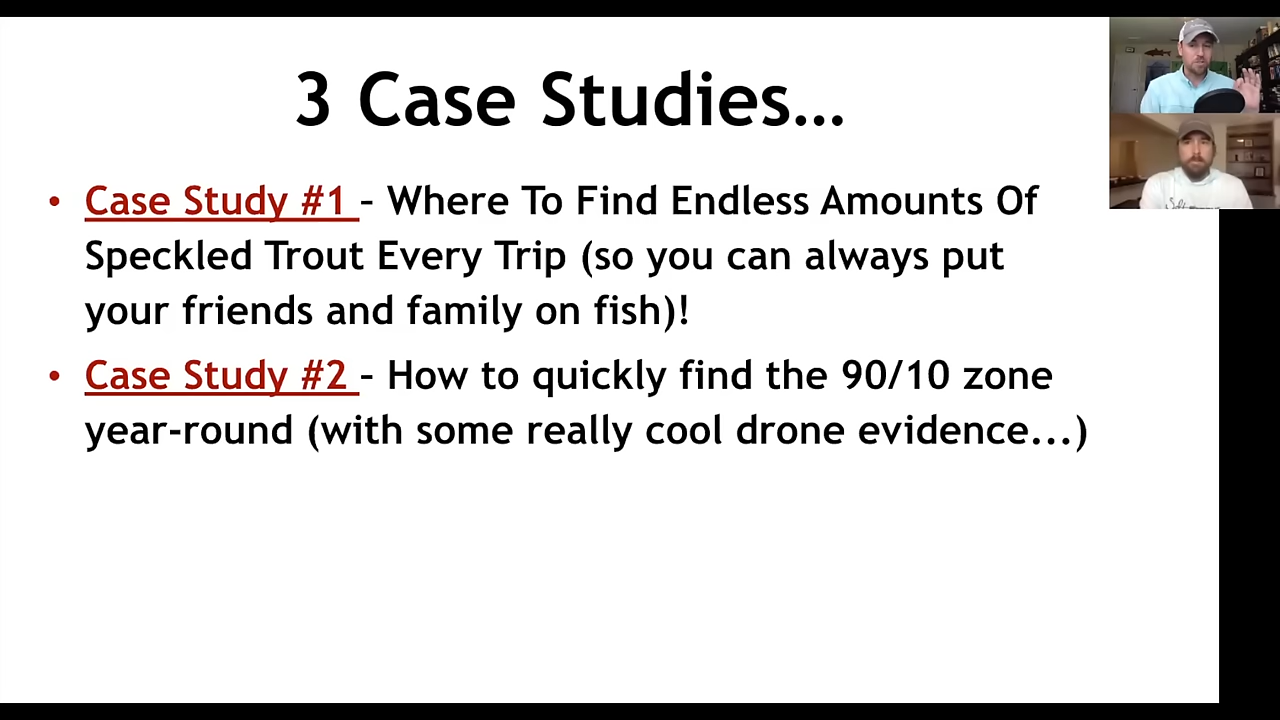 3 Case Studies...
• Case Study #1 – Where To Find Endless Amounts Of
Speckled Trout Every Trip (so you can always put
your friends and family on fish)!
• Case Study #2 – How to quickly find the 90/10 zone
year-round (with some really cool drone evidence...)